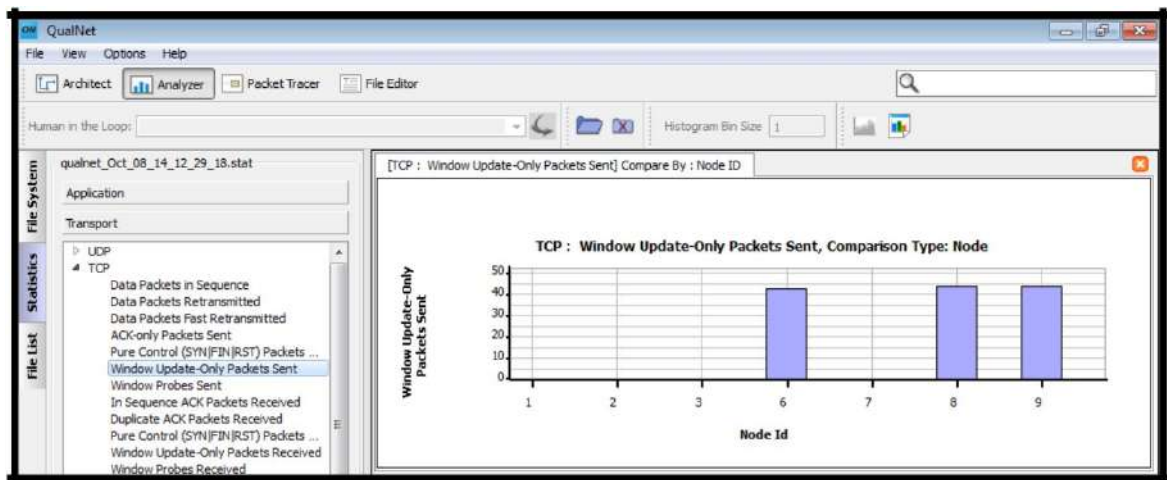 QualNet
File View Options Help
Architect Analyzer Packet Tracer File Editor
Human in the Loop: Histogram Bin Size 1
File System
Statistics
File List
qualnet_Oct_08_14_12_29_18.stat
Application
Transport
UDP
TCP
Data Packets in Sequence
Data Packets Retransmitted
Data Packets Fast Retransmitted
ACK-only Packets Sent
Pure Control (SYN|FIN|RST) Packets ...
Window Update-Only Packets Sent
Window Probes Sent
In Sequence ACK Packets Received
Duplicate ACK Packets Received
Pure Control (SYN|FIN|RST) Packets ...
Window Update-Only Packets Received
Window Probes Received
[TCP : Window Update-Only Packets Sent] Compare By : Node ID
TCP : Window Update-Only Packets Sent, Comparison Type: Node
Window Update-Only
Packets Sent
50
40
30
20
10
0
1 2 3 6 7 8 9
Node Id